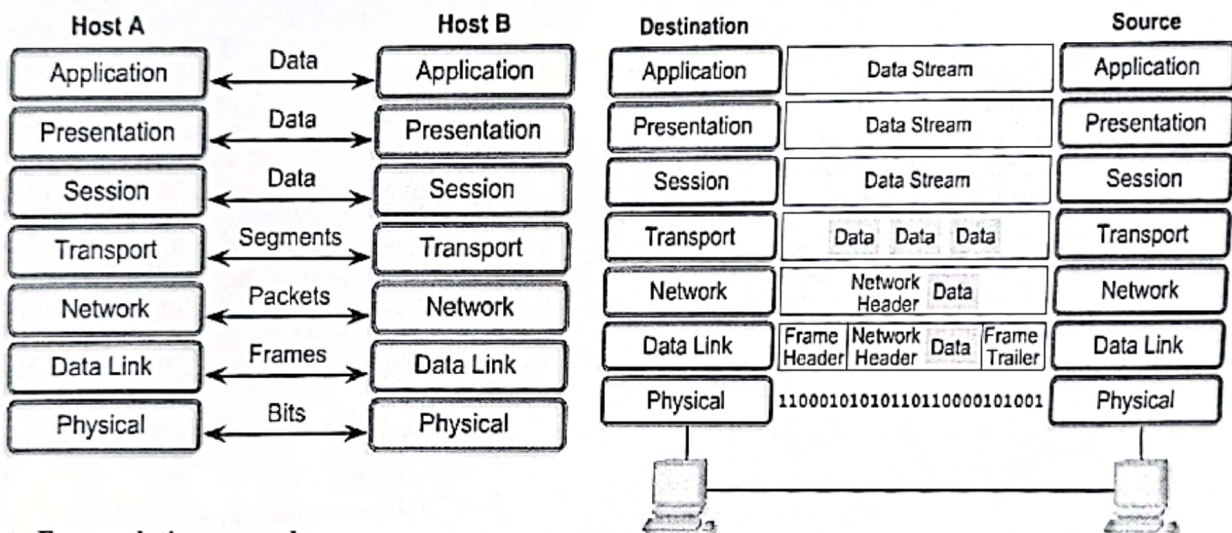 Host A
Host B
Application
Data
Application
Presentation
Data
Presentation
Session
Data
Session
Transport
Segments
Transport
Network
Packets
Network
Data Link
Frames
Data Link
Physical
Bits
Physical
Destination
Source
Application
Data Stream
Application
Presentation
Data Stream
Presentation
Session
Data Stream
Session
Transport
Data Data Data
Transport
Network
Network
Header
Data
Network
Data Link
Frame
Header
Network
Header
Data
Frame
Trailer
Data Link
Physical
1100010101011011000010100​1
Physical